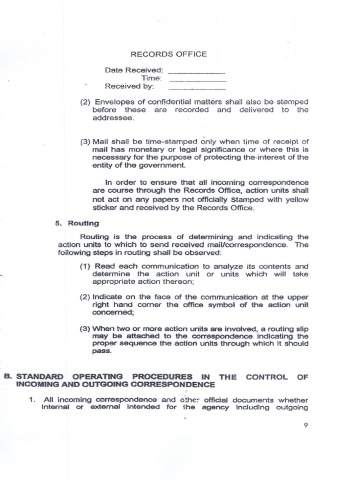 RECORDS OFFICE
Date Received: ____________
Time: ____________
Received by: ____________
(2) Envelopes of confidential matters shall also be stamped
before these are recorded and delivered to the
addressee.
(3) Mail shall be time-stamped only when time of receipt of
mail has monetary or legal significance or where this is
necessary for the purpose of protecting the interest of the
entity of the government.
In order to ensure that all incoming correspondence
are course through the Records Office, action units shall
not act on any papers not officially Stamped with yellow
sticker and received by the Records Office.
5. Routing
Routing is the process of determining and indicating the
action units to which to send received mail/correspondence. The
following steps in routing shall be observed:
(1) Read each communication to analyze its contents and
determine the action unit or units which will take
appropriate action thereon;
(2) Indicate on the face of the communication at the upper
right hand corner the office symbol of the action unit
concerned;
(3) When two or more action units are involved, a routing slip
may be attached to the correspondence indicating the
proper sequence the action units through which it should
pass.
B. STANDARD OPERATING PROCEDURES IN THE CONTROL OF
INCOMING AND OUTGOING CORRESPONDENCE
1. All incoming correspondence and other official documents whether
internal or external intended for the agency including outgoing
9